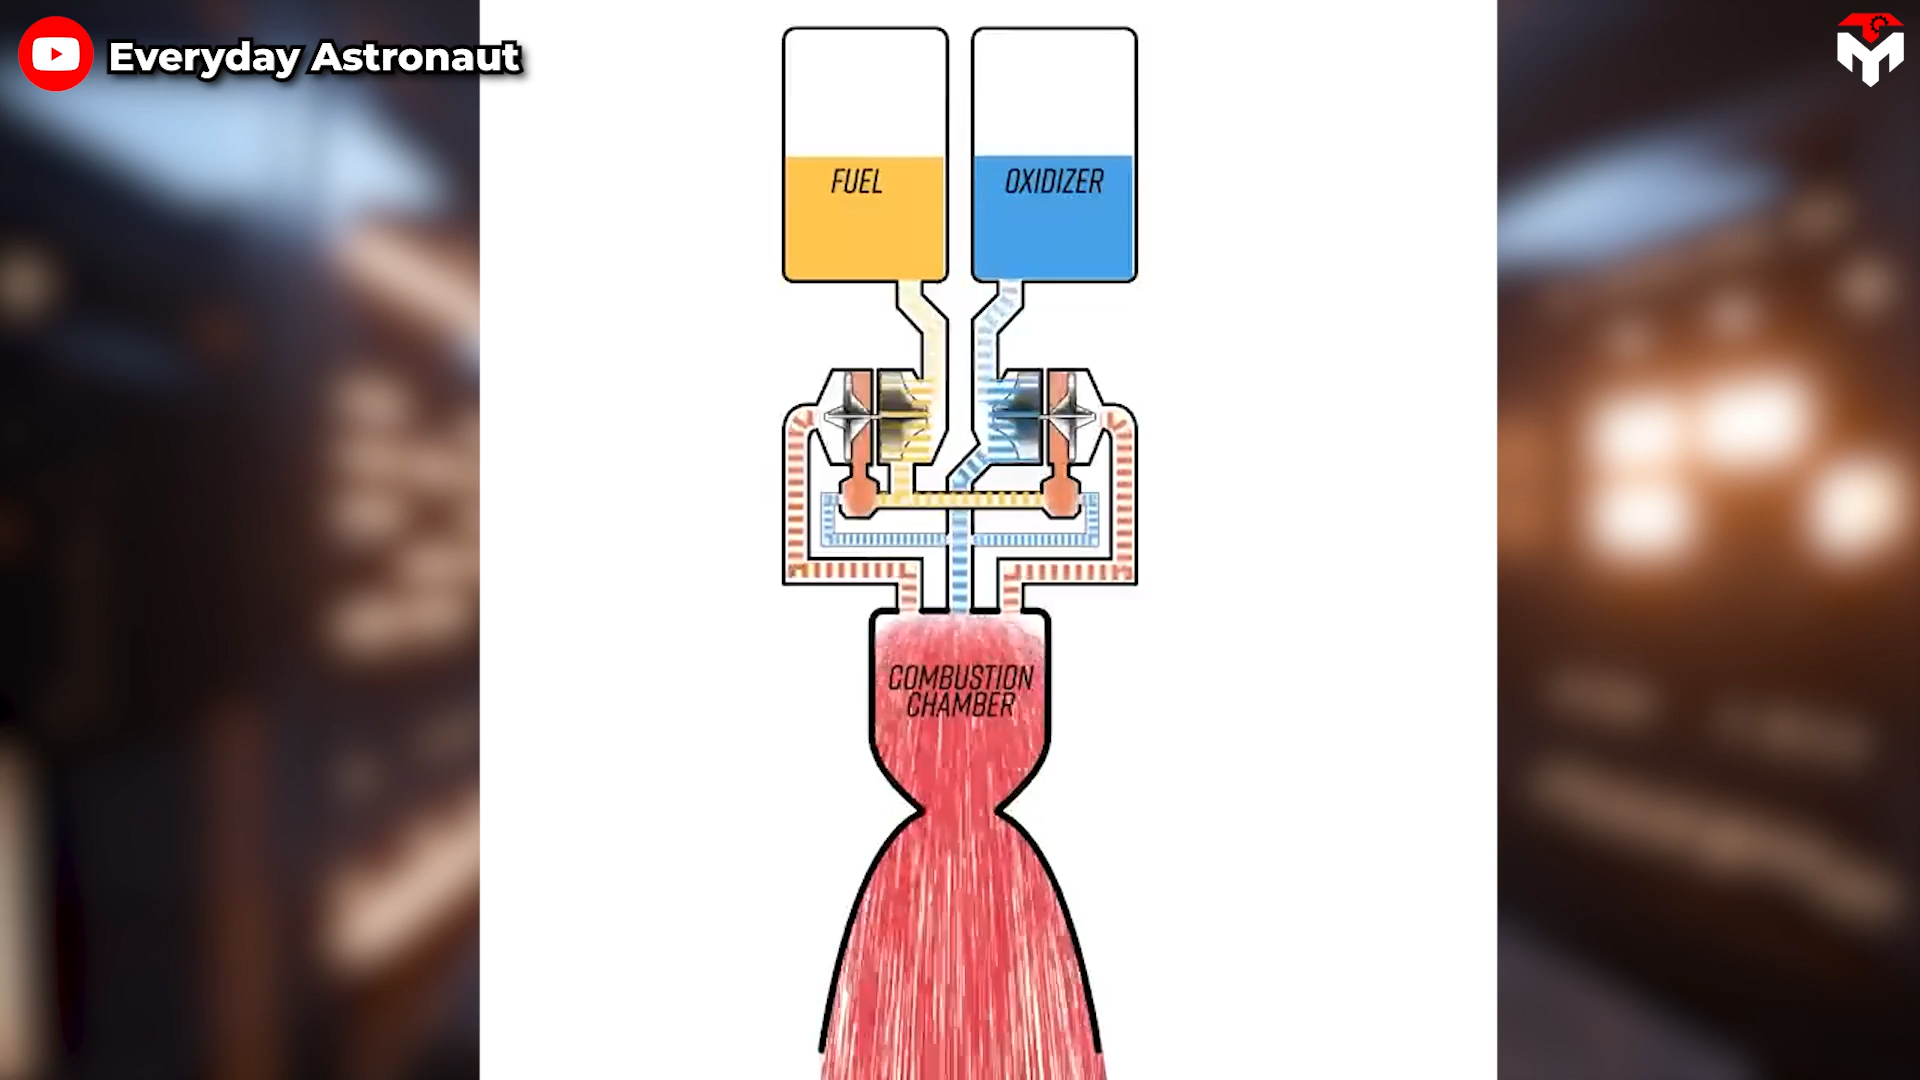 Everyday Astronaut
FUEL
OXIDIZER
COMBUSTION
CHAMBER